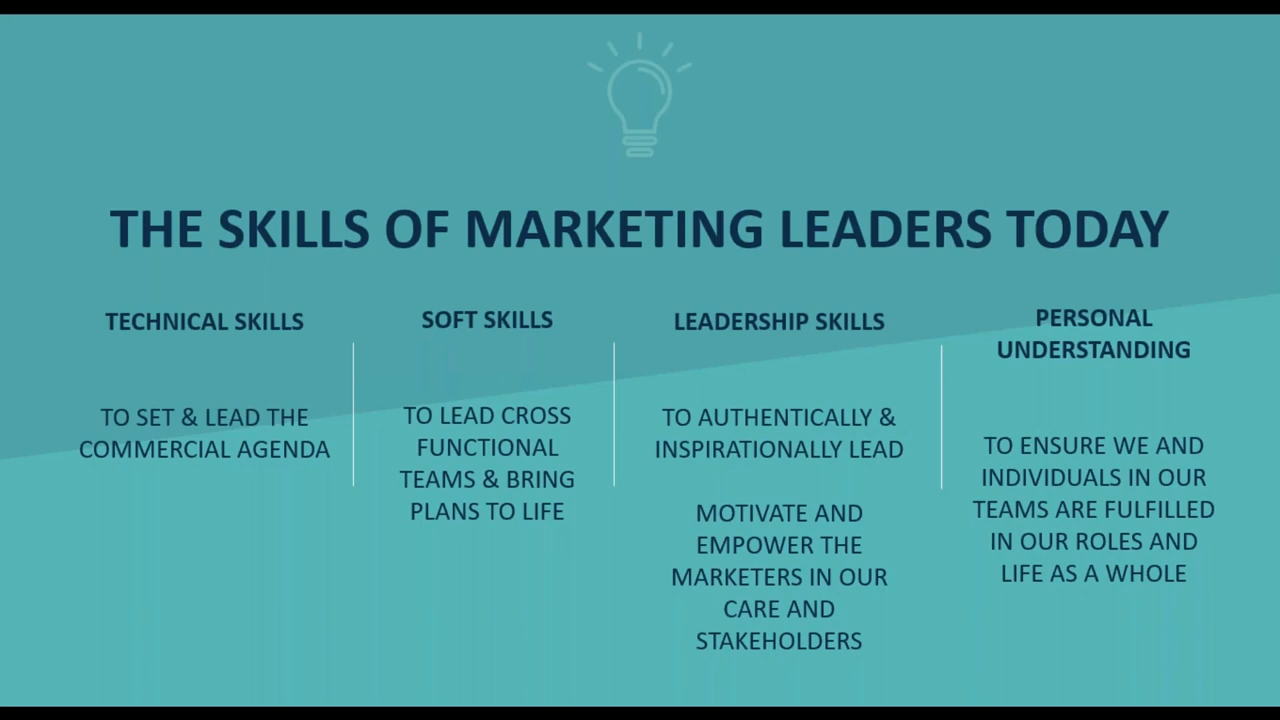 THE SKILLS OF MARKETING LEADERS TODAY
TECHNICAL SKILLS
TO SET & LEAD THE
COMMERCIAL AGENDA
SOFT SKILLS
TO LEAD CROSS
FUNCTIONAL
TEAMS & BRING
PLANS TO LIFE
LEADERSHIP SKILLS
TO AUTHENTICALLY &
INSPIRATIONALLY LEAD
MOTIVATE AND
EMPOWER THE
MARKETERS IN OUR
CARE AND
STAKEHOLDERS
PERSONAL
UNDERSTANDING
TO ENSURE WE AND
INDIVIDUALS IN OUR
TEAMS ARE FULFILLED
IN OUR ROLES AND
LIFE AS A WHOLE